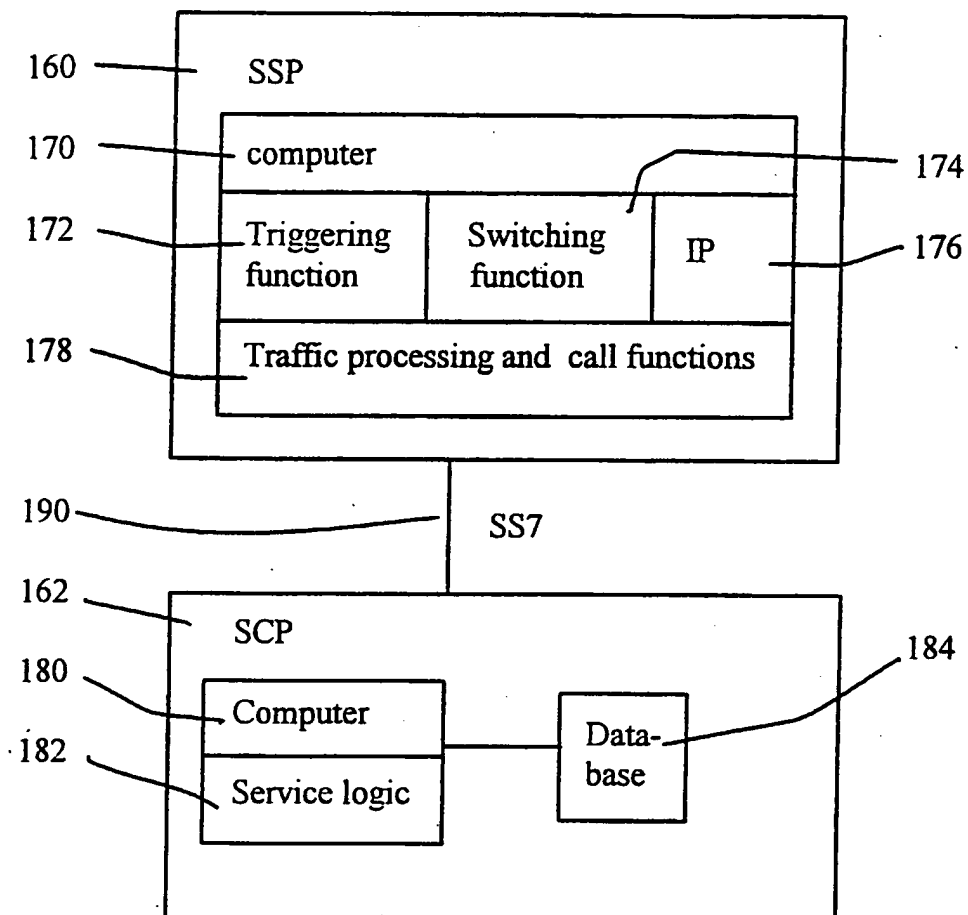 160
SSP
170
computer
174
172
Triggering
function
Switching
function
IP
176
178
Traffic processing and call functions
190
SS7
162
SCP
180
Computer
184
Data-
base
182
Service logic